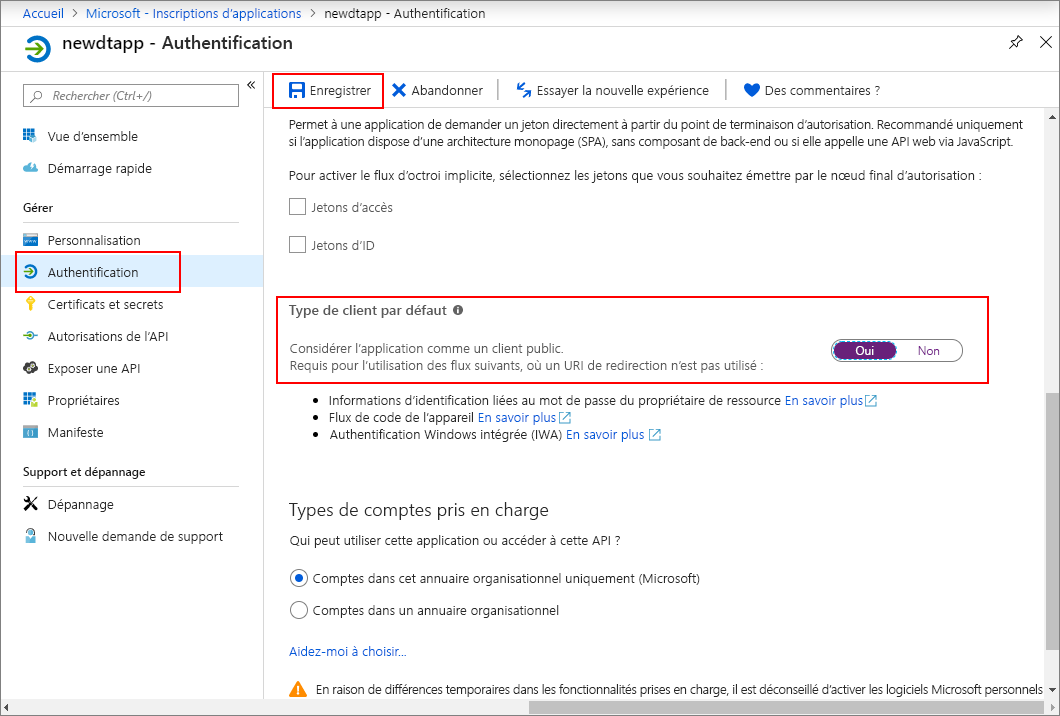 Accueil > Microsoft - Inscriptions d’applications > newdtapp - Authentification
newdtapp - Authentification
Rechercher (Ctrl+/)
«
Vue d’ensemble
Démarrage rapide
Gérer
Personnalisation
Authentification
Certificats et secrets
Autorisations de l’API
Exposer une API
Propriétaires
Manifeste
Support et dépannage
Dépannage
Nouvelle demande de support
Enregistrer Abandonner Essayer la nouvelle expérience Des commentaires ?
Permet à une application de demander un jeton directement à partir du point de terminaison d’autorisation. Recommandé uniquement
si l’application dispose d’une architecture monopage (SPA), sans composant de back-end ou si elle appelle une API web via JavaScript.
Pour activer le flux d’octroi implicite, sélectionnez les jetons que vous souhaitez émettre par le nœud final d’autorisation :
Jetons d’accès
Jetons d’ID
Type de client par défaut
Considérer l’application comme un client public.
Oui Non
Requis pour l’utilisation des flux suivants, où un URI de redirection n’est pas utilisé :
• Informations d’identification liées au mot de passe du propriétaire de ressource En savoir plus
• Flux de code de l’appareil En savoir plus
• Authentification Windows intégrée (IWA) En savoir plus
Types de comptes pris en charge
Qui peut utiliser cette application ou accéder à cette API ?
Comptes dans cet annuaire organisationnel uniquement (Microsoft)
Comptes dans un annuaire organisationnel
Aidez-moi à choisir...
En raison de différences temporaires dans les fonctionnalités prises en charge, il est déconseillé d’activer les logiciels Microsoft personnels